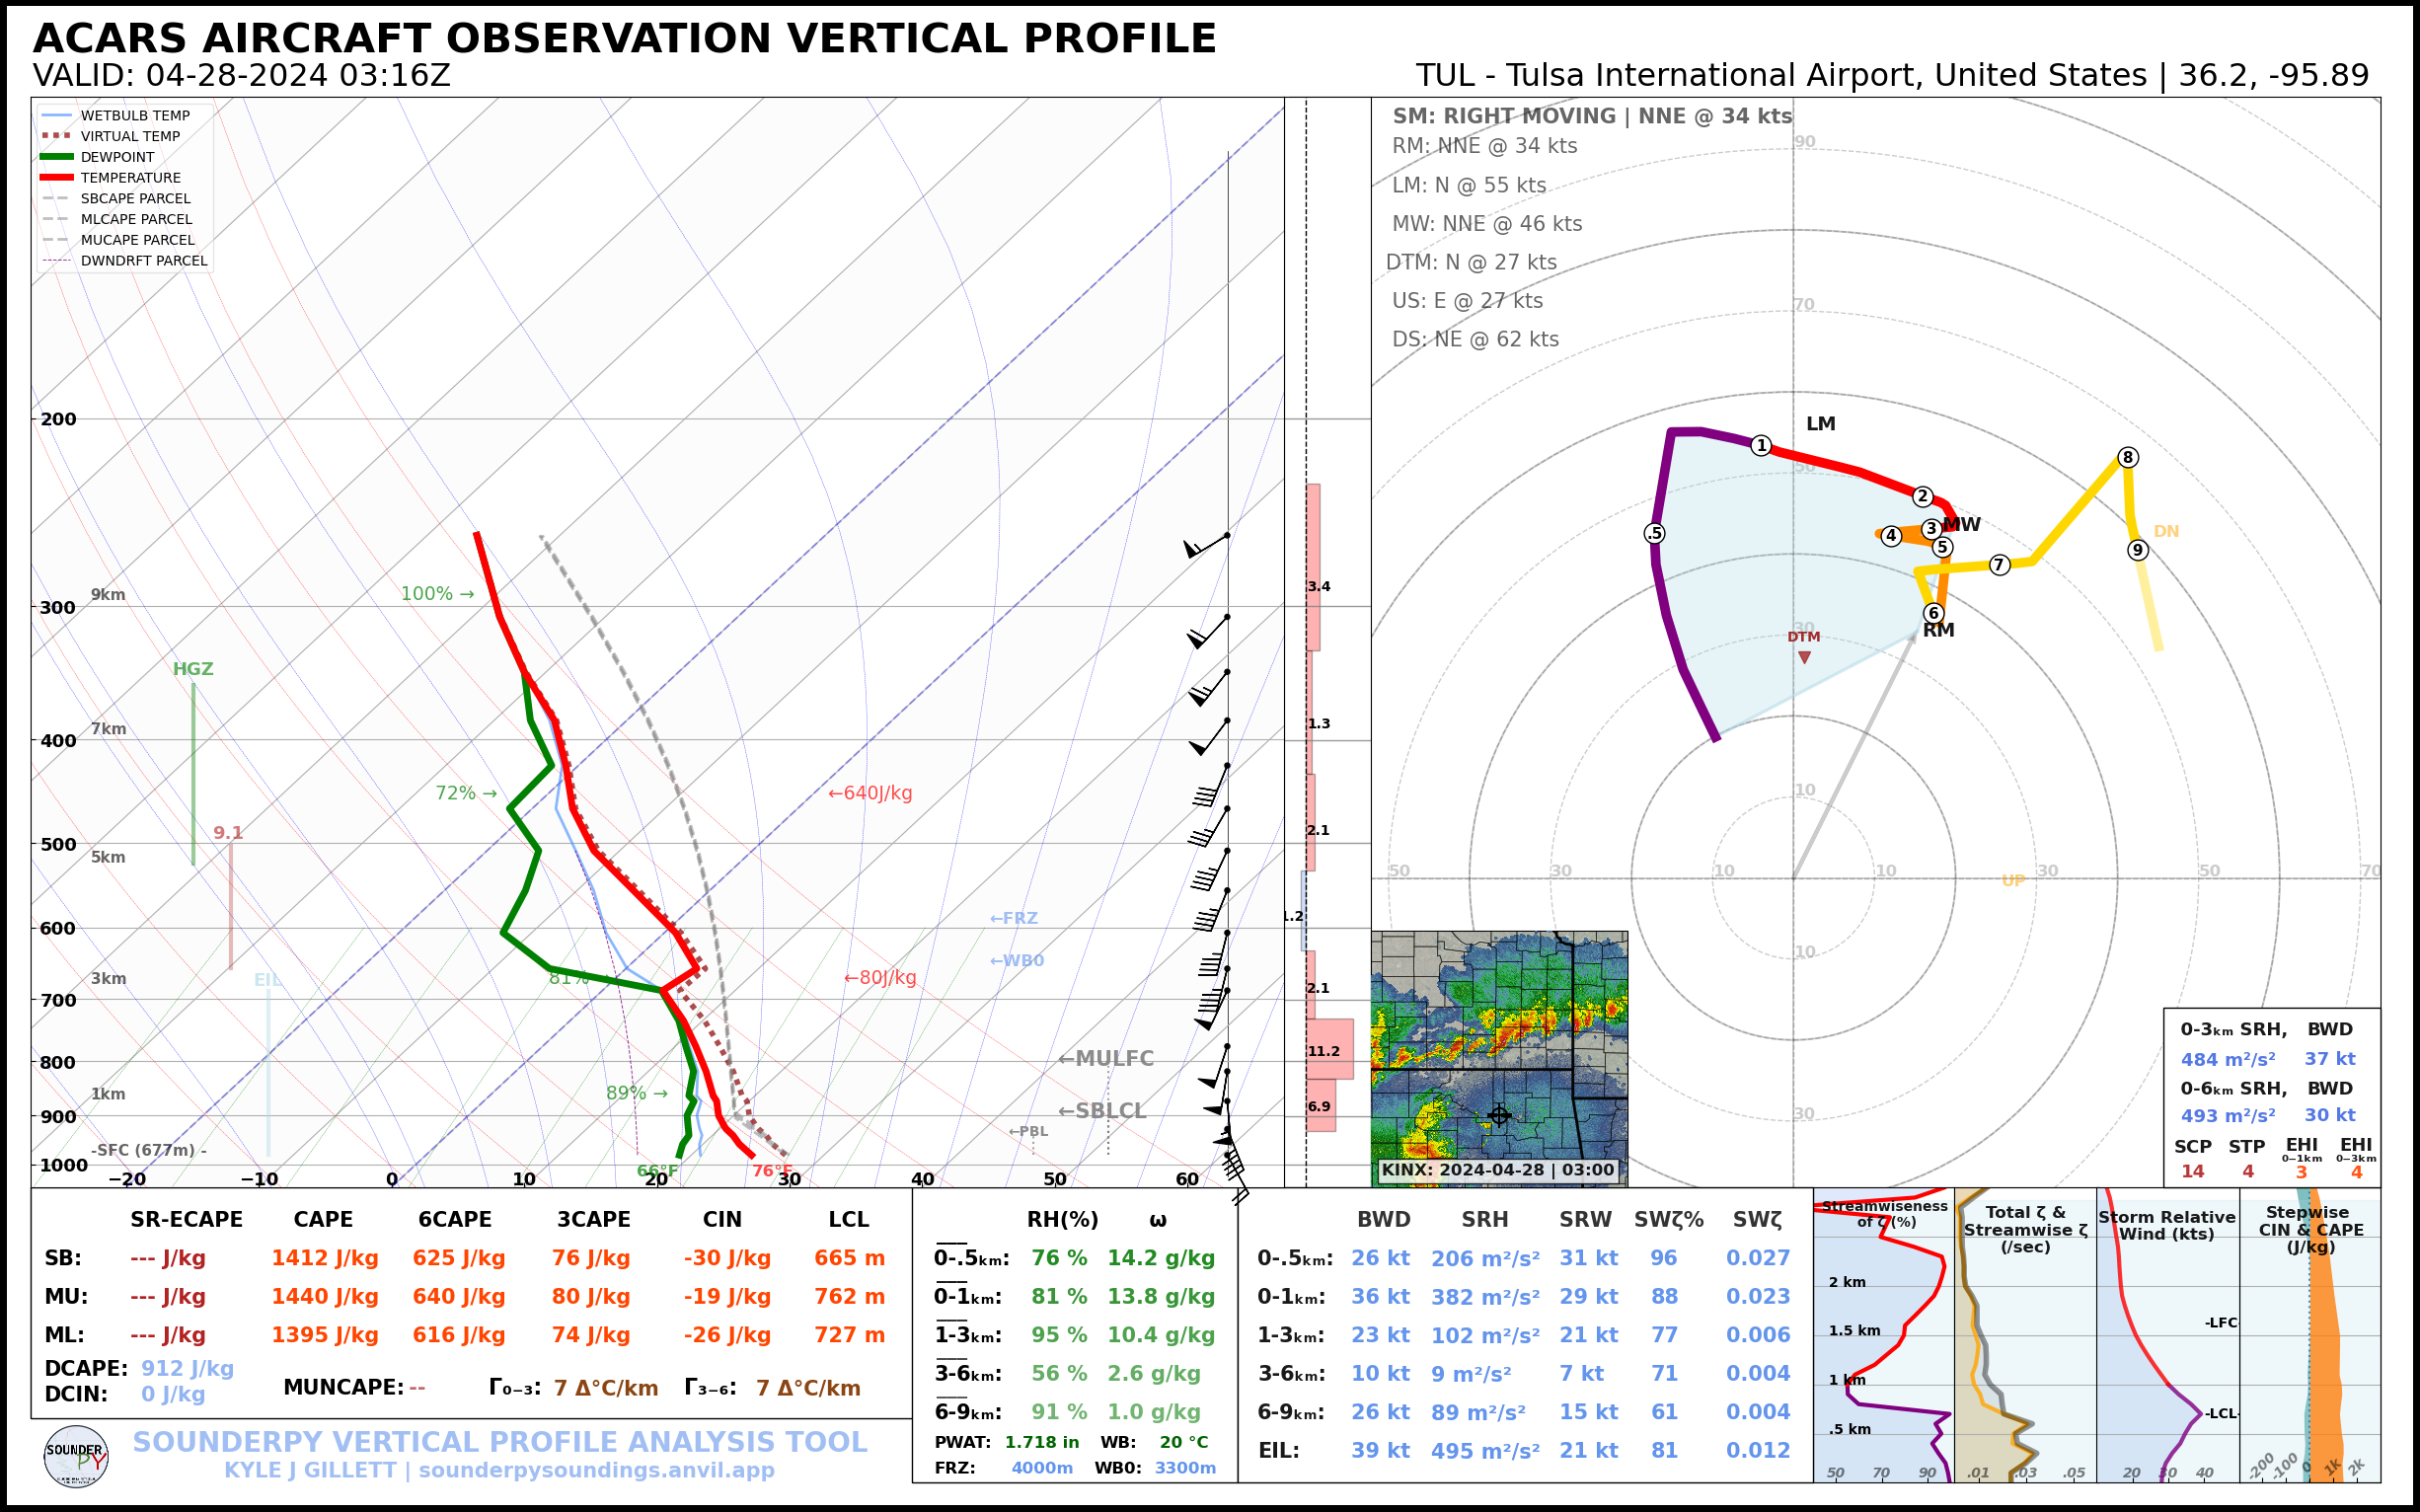 ACARS AIRCRAFT OBSERVATION VERTICAL PROFILE
VALID: 04-28-2024 03:16Z
TUL - Tulsa International Airport, United States | 36.2, -95.89
WETBULB TEMP
VIRTUAL TEMP
DEWPOINT
TEMPERATURE
SBCAPE PARCEL
MLCAPE PARCEL
MUCAPE PARCEL
DWNDRFT PARCEL
200
300
400
500
600
700
800
900
1000
9km
7km
5km
3km
1km
-SFC (677m) -
HGZ
9.1
EIL
100% →
72% →
81%
89% →
←640J/kg
←80J/kg
←FRZ
←WB0
←MULFC
←SBLCL
←PBL
66°F
76°F
−20 −10 0 10 20 30 40 50 60
3.4
1.3
2.1
1.2
2.1
11.2
6.9
SM: RIGHT MOVING | NNE @ 34 kts
RM: NNE @ 34 kts
LM: N @ 55 kts
MW: NNE @ 46 kts
DTM: N @ 27 kts
US: E @ 27 kts
DS: NE @ 62 kts
90
70
50
30
10
50 30 10 10 30 50 70
10
30
LM
MW
RM
DTM
DN
UP
.5 1 2 3 4 5 6 7 8 9
KINX: 2024-04-28 | 03:00
0-3km SRH, BWD
484 m²/s² 37 kt
0-6km SRH, BWD
493 m²/s² 30 kt
SCP STP EHI EHI
0−1km 0−3km
14 4 3 4
SR-ECAPE CAPE 6CAPE 3CAPE CIN LCL
SB: --- J/kg 1412 J/kg 625 J/kg 76 J/kg -30 J/kg 665 m
MU: --- J/kg 1440 J/kg 640 J/kg 80 J/kg -19 J/kg 762 m
ML: --- J/kg 1395 J/kg 616 J/kg 74 J/kg -26 J/kg 727 m
DCAPE: 912 J/kg
DCIN: 0 J/kg
MUNCAPE: -- Γ₀₋₃: 7 Δ°C/km Γ₃₋₆: 7 Δ°C/km
RH(%) ω
0-.5km: 76 % 14.2 g/kg
0-1km: 81 % 13.8 g/kg
1-3km: 95 % 10.4 g/kg
3-6km: 56 % 2.6 g/kg
6-9km: 91 % 1.0 g/kg
PWAT: 1.718 in WB: 20 °C
FRZ: 4000m WB0: 3300m
BWD SRH SRW SWζ% SWζ
0-.5km: 26 kt 206 m²/s² 31 kt 96 0.027
0-1km: 36 kt 382 m²/s² 29 kt 88 0.023
1-3km: 23 kt 102 m²/s² 21 kt 77 0.006
3-6km: 10 kt 9 m²/s² 7 kt 71 0.004
6-9km: 26 kt 89 m²/s² 15 kt 61 0.004
EIL: 39 kt 495 m²/s² 21 kt 81 0.012
Streamwiseness
of ζ (%)
2 km
1.5 km
1 km
.5 km
50 70 90
Total ζ &
Streamwise ζ
(/sec)
.01 .03 .05
Storm Relative
Wind (kts)
-LFC-
-LCL-
20 30 40
Stepwise
CIN & CAPE
(J/kg)
-200 -100 0 1k 2k
SOUNDER
PY
SOUNDERPY VERTICAL PROFILE ANALYSIS TOOL
KYLE J GILLETT | sounderpysoundings.anvil.app